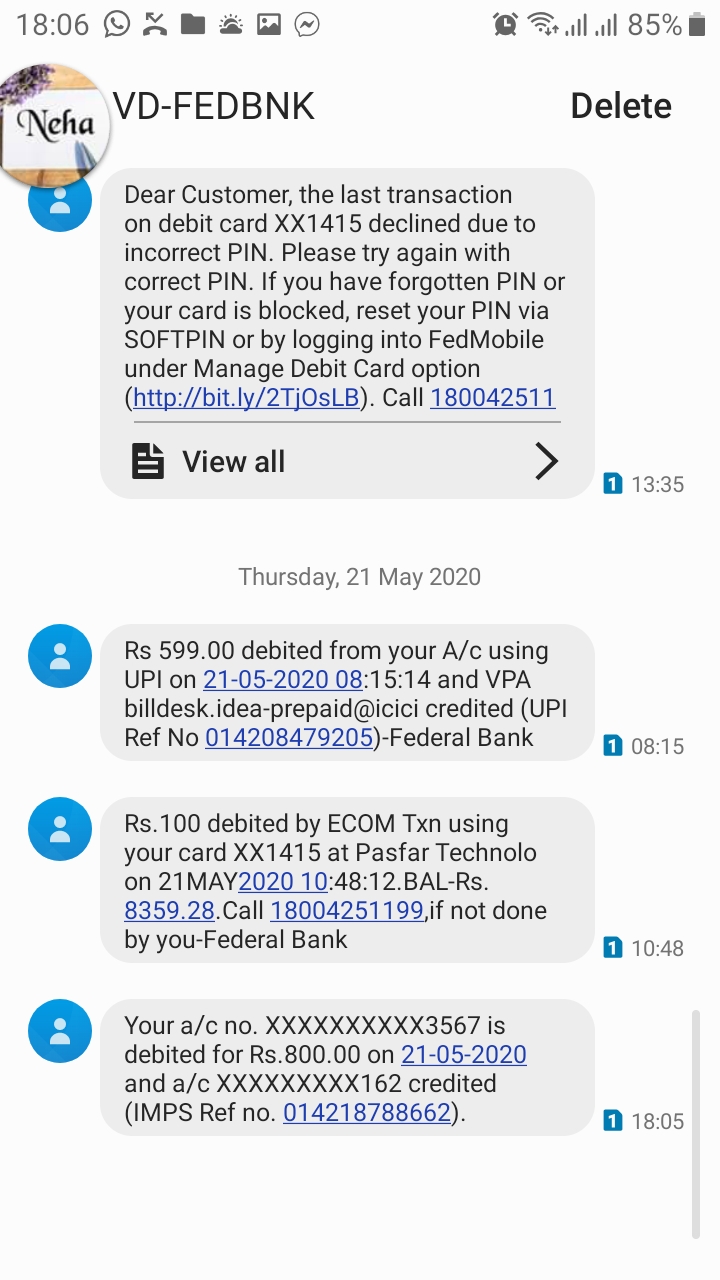 18:06
85%
Neha
VD-FEDBNK
Delete
Dear Customer, the last transaction
on debit card XX1415 declined due to
incorrect PIN. Please try again with
correct PIN. If you have forgotten PIN or
your card is blocked, reset your PIN via
SOFTPIN or by logging into FedMobile
under Manage Debit Card option
(http://bit.ly/2TjOsLB). Call 180042511
View all
1 13:35
Thursday, 21 May 2020
Rs 599.00 debited from your A/c using
UPI on 21-05-2020 08:15:14 and VPA
billdesk.idea-prepaid@icici credited (UPI
Ref No 014208479205)-Federal Bank
1 08:15
Rs.100 debited by ECOM Txn using
your card XX1415 at Pasfar Technolo
on 21MAY2020 10:48:12.BAL-Rs.
8359.28.Call 18004251199,if not done
by you-Federal Bank
1 10:48
Your a/c no. XXXXXXXXXX3567 is
debited for Rs.800.00 on 21-05-2020
and a/c XXXXXXXXX162 credited
(IMPS Ref no. 014218788662).
1 18:05